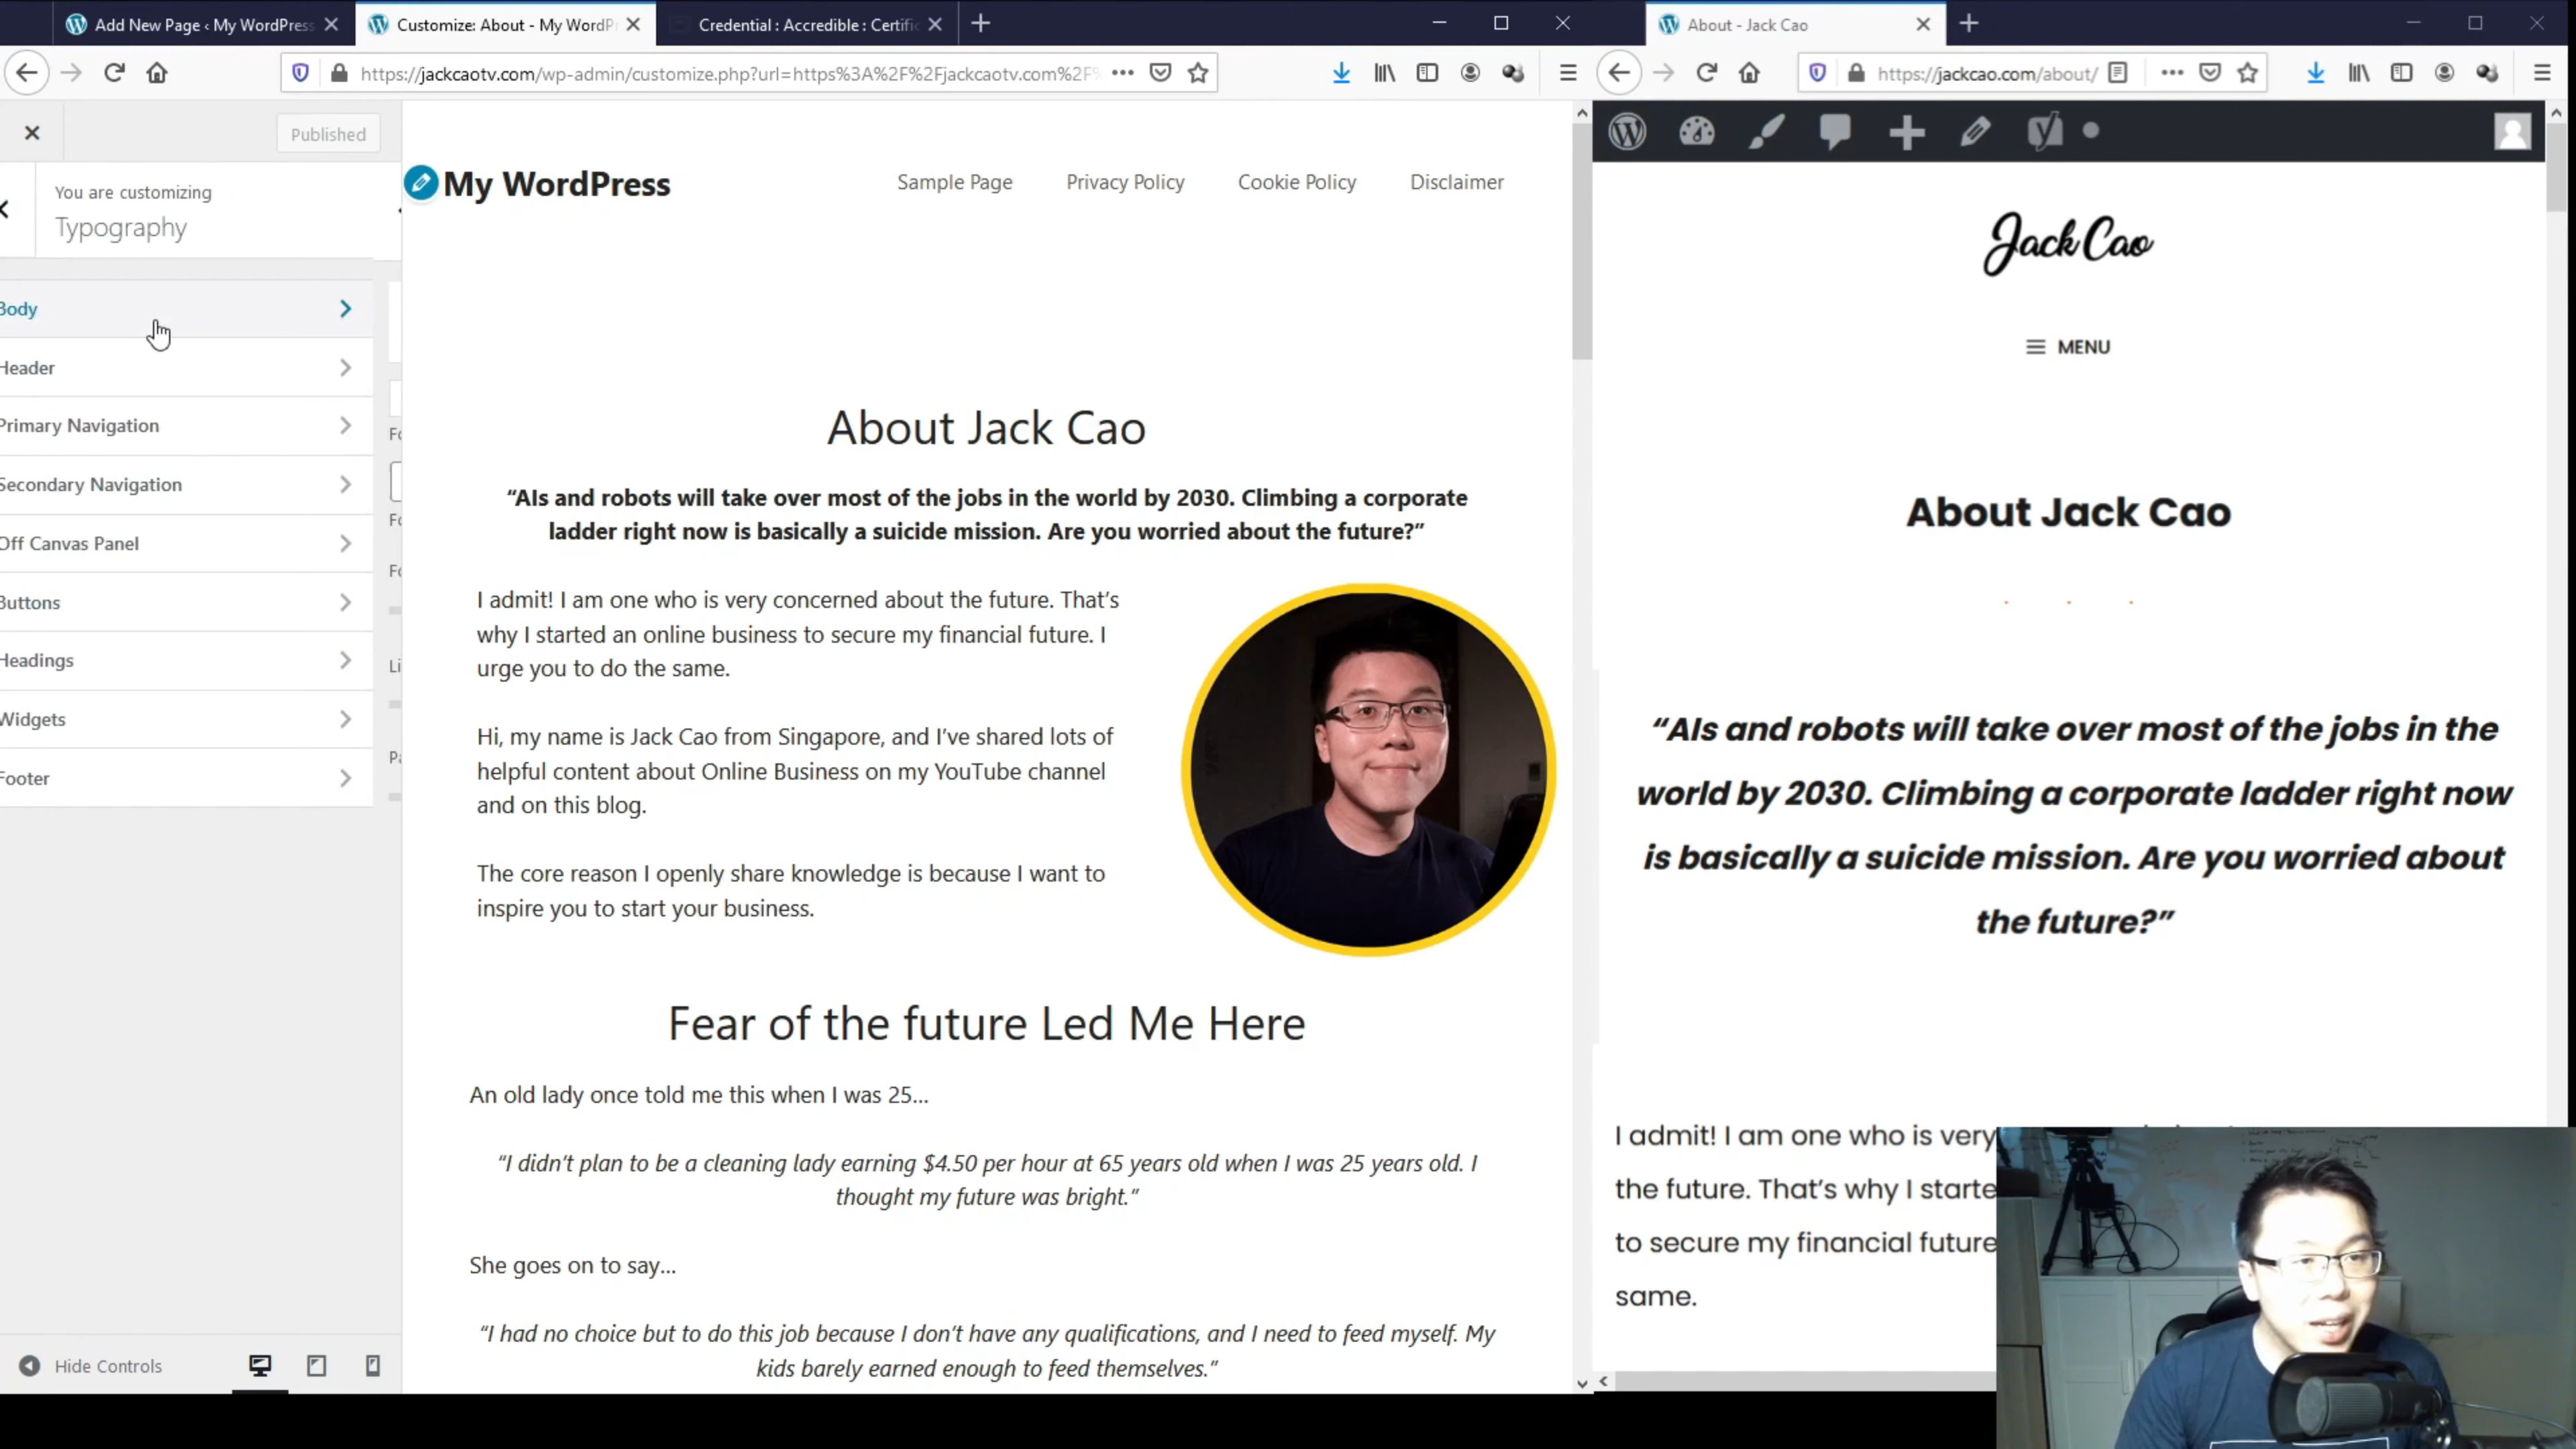 Add New Page ‹ My WordPress
Customize: About - My WordPr
Credential : Accredible : Certific
About - Jack Cao
https://jackcaotv.com/wp-admin/customize.php?url=https%3A%2F%2Fjackcaotv.com%2F%
https://jackcao.com/about/
Published
You are customizing
Typography
Body
Header
Primary Navigation
Secondary Navigation
Off Canvas Panel
Buttons
Headings
Widgets
Footer
Fo
Fo
Fo
Li
Pa
Hide Controls
My WordPress
Sample Page
Privacy Policy
Cookie Policy
Disclaimer
About Jack Cao
“AIs and robots will take over most of the jobs in the world by 2030. Climbing a corporate
ladder right now is basically a suicide mission. Are you worried about the future?”
I admit! I am one who is very concerned about the future. That’s
why I started an online business to secure my financial future. I
urge you to do the same.
Hi, my name is Jack Cao from Singapore, and I’ve shared lots of
helpful content about Online Business on my YouTube channel
and on this blog.
The core reason I openly share knowledge is because I want to
inspire you to start your business.
Fear of the future Led Me Here
An old lady once told me this when I was 25…
“I didn’t plan to be a cleaning lady earning $4.50 per hour at 65 years old when I was 25 years old. I
thought my future was bright.”
She goes on to say…
“I had no choice but to do this job because I don’t have any qualifications, and I need to feed myself. My
kids barely earned enough to feed themselves.”
Jack Cao
MENU
About Jack Cao
“AIs and robots will take over most of the jobs in the
world by 2030. Climbing a corporate ladder right now
is basically a suicide mission. Are you worried about
the future?”
I admit! I am one who is very
the future. That’s why I starte
to secure my financial future
same.